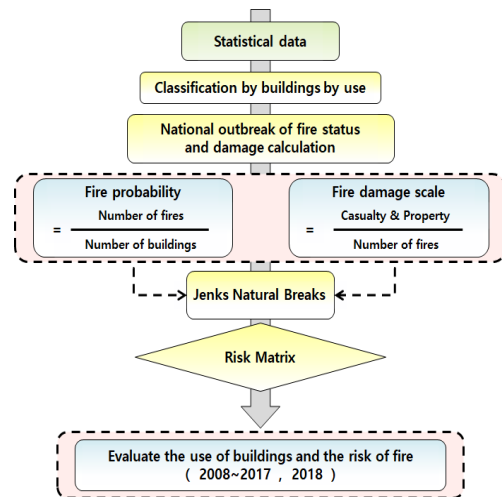 Statistical data
Classification by buildings by use
National outbreak of fire status
and damage calculation
Fire probability
= Number of fires
Number of buildings
Fire damage scale
= Casualty & Property
Number of fires
Jenks Natural Breaks
Risk Matrix
Evaluate the use of buildings and the risk of fire
( 2008~2017 , 2018 )